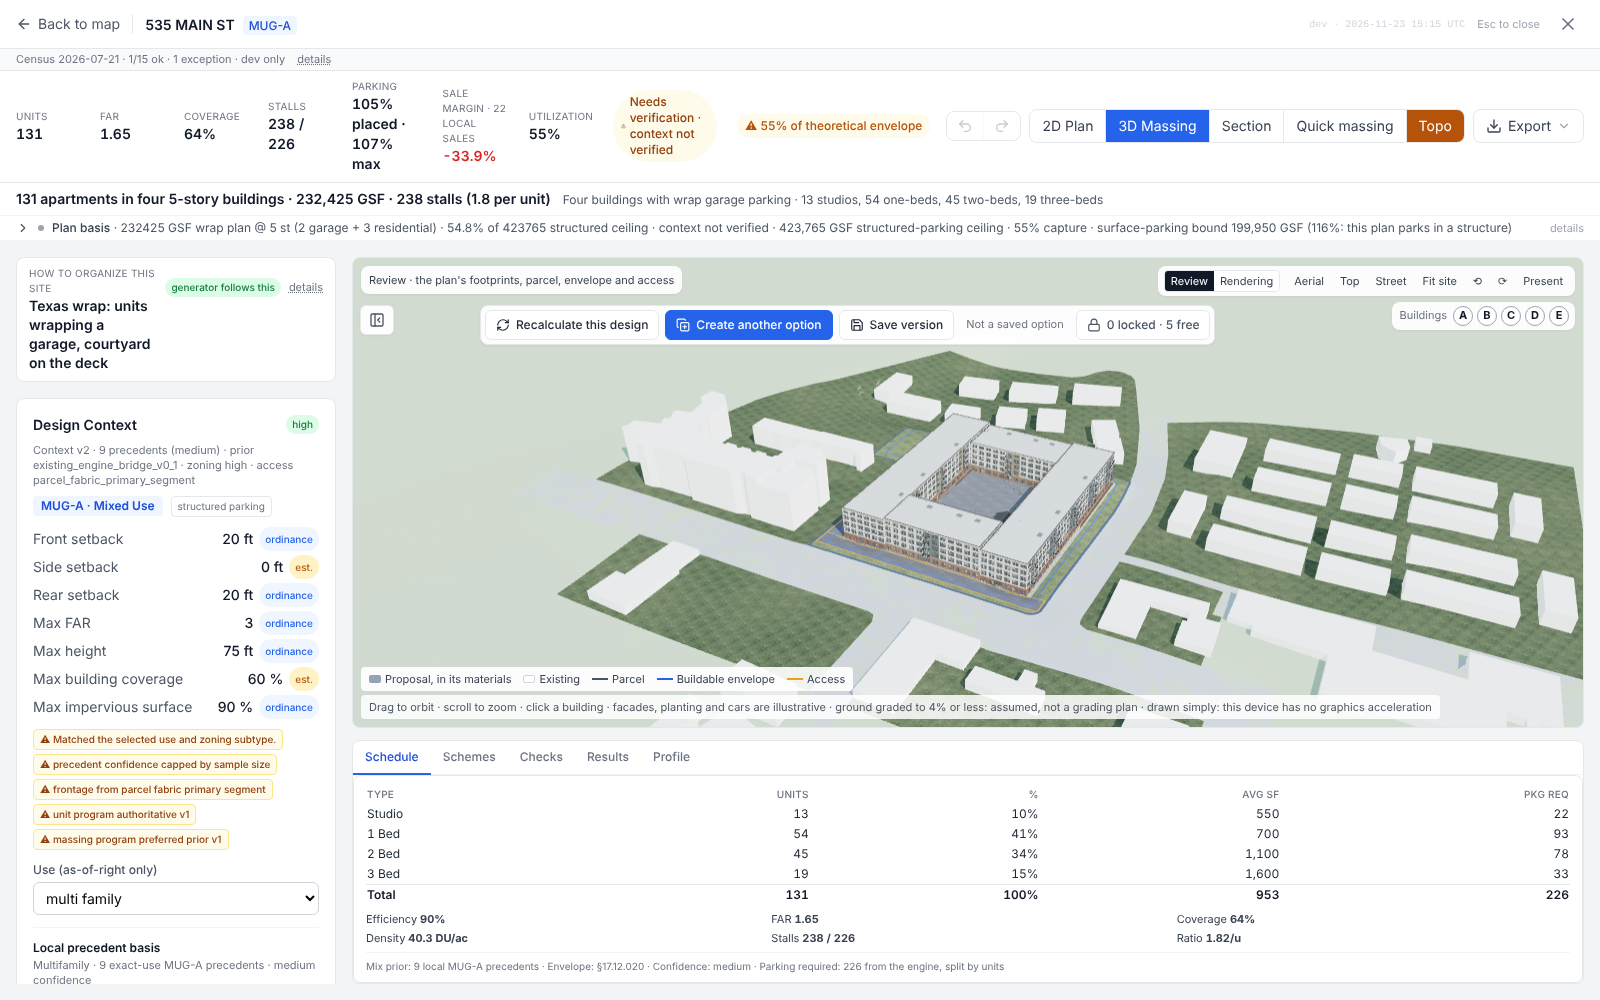 Back to map
535 MAIN ST
MUG-A
dev · 2026-11-23 15:15 UTC
Esc to close
Census 2026-07-21 · 1/15 ok · 1 exception · dev only details
UNITS
131
FAR
1.65
COVERAGE
64%
STALLS
238 /
226
PARKING
105%
placed ·
107%
max
SALE
MARGIN · 22
LOCAL
SALES
-33.9%
UTILIZATION
55%
Needs
verification ·
context not
verified
55% of theoretical envelope
2D Plan
3D Massing
Section
Quick massing
Topo
Export
131 apartments in four 5-story buildings · 232,425 GSF · 238 stalls (1.8 per unit) Four buildings with wrap garage parking · 13 studios, 54 one-beds, 45 two-beds, 19 three-beds
Plan basis · 232425 GSF wrap plan @ 5 st (2 garage + 3 residential) · 54.8% of 423765 structured ceiling · context not verified · 423,765 GSF structured-parking ceiling · 55% capture · surface-parking bound 199,950 GSF (116%: this plan parks in a structure) details
HOW TO ORGANIZE THIS
SITE
generator follows this
details
Texas wrap: units
wrapping a
garage, courtyard
on the deck
Design Context
high
Context v2 · 9 precedents (medium) · prior
existing_engine_bridge_v0_1 · zoning high · access
parcel_fabric_primary_segment
MUG-A · Mixed Use
structured parking
Front setback 20 ft ordinance
Side setback 0 ft est.
Rear setback 20 ft ordinance
Max FAR 3 ordinance
Max height 75 ft ordinance
Max building coverage 60 % est.
Max impervious surface 90 % ordinance
Matched the selected use and zoning subtype.
precedent confidence capped by sample size
frontage from parcel fabric primary segment
unit program authoritative v1
massing program preferred prior v1
Use (as-of-right only)
multi family
Local precedent basis
Multifamily · 9 exact-use MUG-A precedents · medium
confidence
Review · the plan's footprints, parcel, envelope and access
Review
Rendering
Aerial
Top
Street
Fit site
Present
Recalculate this design
Create another option
Save version
Not a saved option
0 locked · 5 free
Buildings A B C D E
Proposal, in its materials
Existing
Parcel
Buildable envelope
Access
Drag to orbit · scroll to zoom · click a building · facades, planting and cars are illustrative · ground graded to 4% or less: assumed, not a grading plan · drawn simply: this device has no graphics acceleration
Schedule
Schemes
Checks
Results
Profile
TYPE UNITS % AVG SF PKG REQ
Studio 13 10% 550 22
1 Bed 54 41% 700 93
2 Bed 45 34% 1,100 78
3 Bed 19 15% 1,600 33
Total 131 100% 953 226
Efficiency 90% FAR 1.65 Coverage 64%
Density 40.3 DU/ac Stalls 238 / 226 Ratio 1.82/u
Mix prior: 9 local MUG-A precedents · Envelope: §17.12.020 · Confidence: medium · Parking required: 226 from the engine, split by units